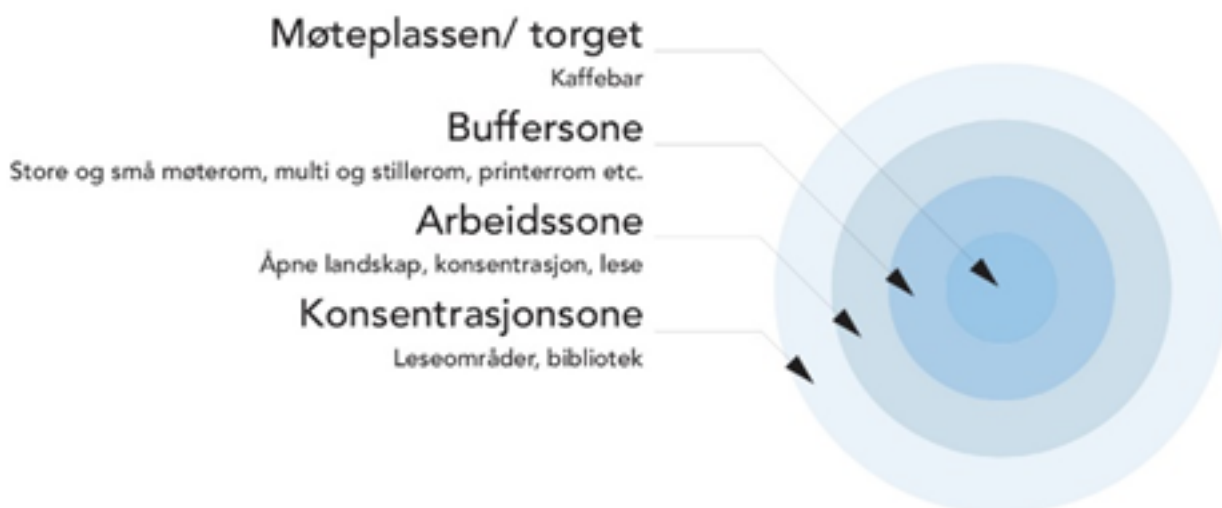 Møteplassen/ torget
Kaffebar
Buffersone
Store og små møterom, multi og stillerom, printerrom etc.
Arbeidssone
Åpne landskap, konsentrasjon, lese
Konsentrasjonsone
Leseområder, bibliotek